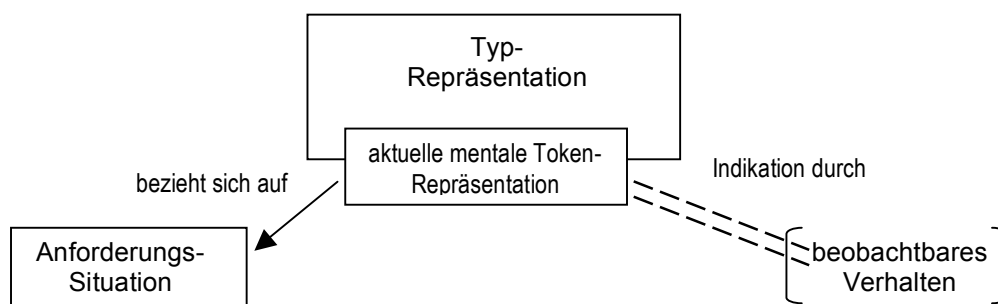 Typ-
Repräsentation
aktuelle mentale Token-
Repräsentation
bezieht sich auf
Indikation durch
Anforderungs-
Situation
beobachtbares
Verhalten